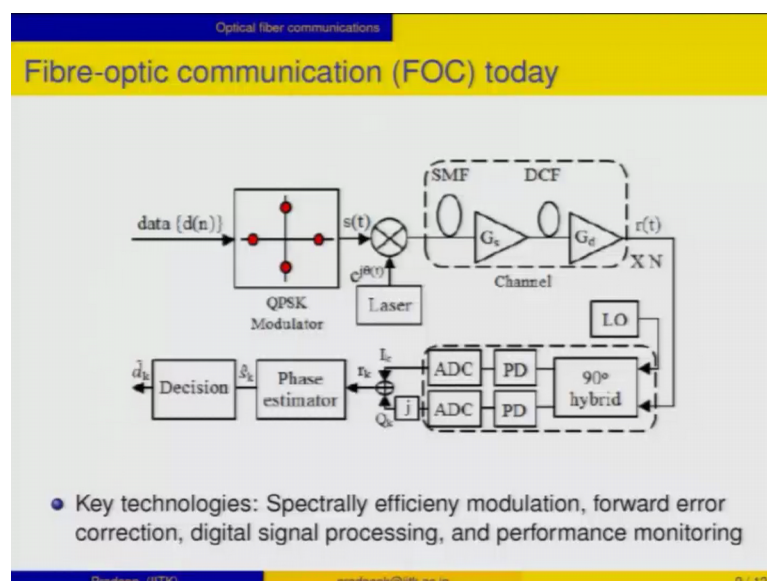 Optical fiber communications
Fibre-optic communication (FOC) today
SMF DCF
data {d(n)} s(t) r(t)
G_s G_d
X N
e^{jθ(t)} Channel
QPSK Modulator
Laser
LO
I_k
ADC PD
90° hybrid
d̂_k Decision ŝ_k Phase estimator r_k
Q_k j ADC PD
Key technologies: Spectrally efficieny modulation, forward error
correction, digital signal processing, and performance monitoring